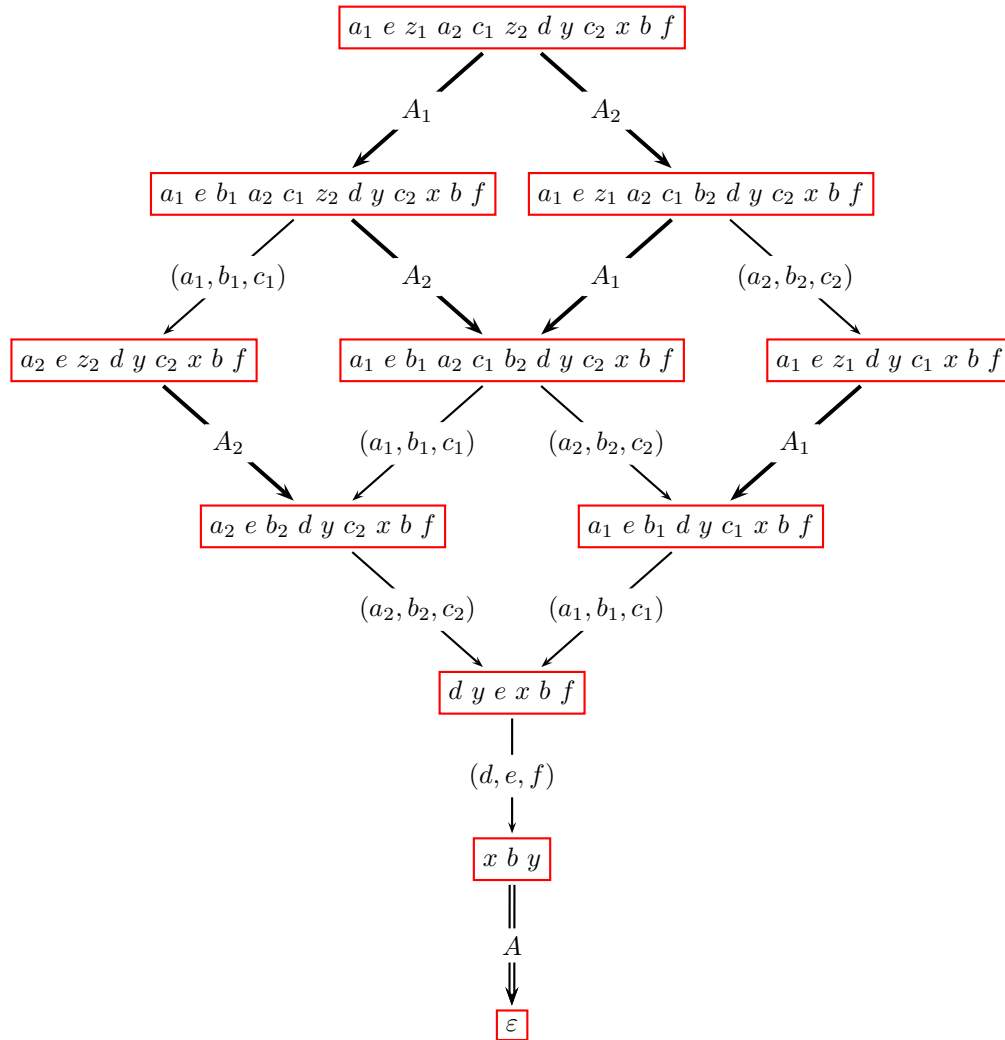 a₁ e z₁ a₂ c₁ z₂ d y c₂ x b f
A₁ A₂
a₁ e b₁ a₂ c₁ z₂ d y c₂ x b f a₁ e z₁ a₂ c₁ b₂ d y c₂ x b f
(a₁, b₁, c₁) A₂ A₁ (a₂, b₂, c₂)
a₂ e z₂ d y c₂ x b f a₁ e b₁ a₂ c₁ b₂ d y c₂ x b f a₁ e z₁ d y c₁ x b f
A₂ (a₁, b₁, c₁) (a₂, b₂, c₂) A₁
a₂ e b₂ d y c₂ x b f a₁ e b₁ d y c₁ x b f
(a₂, b₂, c₂) (a₁, b₁, c₁)
d y e x b f
(d, e, f)
x b y
A
ε